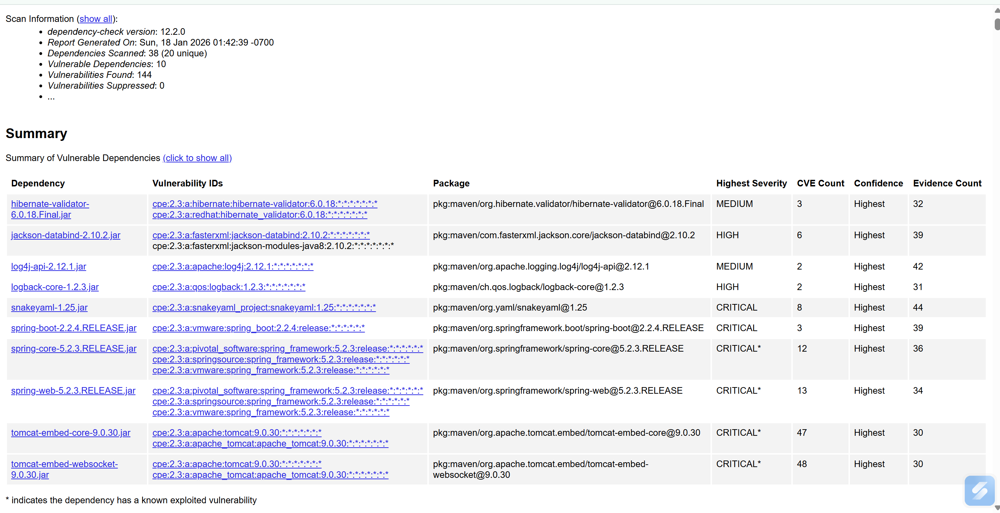 Scan Information (show all):
• dependency-check version: 12.2.0
• Report Generated On: Sun, 18 Jan 2026 01:42:39 -0700
• Dependencies Scanned: 38 (20 unique)
• Vulnerable Dependencies: 10
• Vulnerabilities Found: 144
• Vulnerabilities Suppressed: 0
• ...
Summary
Summary of Vulnerable Dependencies (click to show all)
Dependency Vulnerability IDs Package Highest Severity CVE Count Confidence Evidence Count
hibernate-validator- cpe:2.3:a:hibernate:hibernate-validator:6.0.18:*:*:*:*:*:*:* pkg:maven/org.hibernate.validator/hibernate-validator@6.0.18.Final MEDIUM 3 Highest 32
6.0.18.Final.jar cpe:2.3:a:redhat:hibernate_validator:6.0.18:*:*:*:*:*:*:*
jackson-databind-2.10.2.jar cpe:2.3:a:fasterxml:jackson-databind:2.10.2:*:*:*:*:*:*:* pkg:maven/com.fasterxml.jackson.core/jackson-databind@2.10.2 HIGH 6 Highest 39
cpe:2.3:a:fasterxml:jackson-modules-java8:2.10.2:*:*:*:*:*:*:*
log4j-api-2.12.1.jar cpe:2.3:a:apache:log4j:2.12.1:*:*:*:*:*:*:* pkg:maven/org.apache.logging.log4j/log4j-api@2.12.1 MEDIUM 2 Highest 42
logback-core-1.2.3.jar cpe:2.3:a:qos:logback:1.2.3:*:*:*:*:*:*:* pkg:maven/ch.qos.logback/logback-core@1.2.3 HIGH 2 Highest 31
snakeyaml-1.25.jar cpe:2.3:a:snakeyaml_project:snakeyaml:1.25:*:*:*:*:*:*:* pkg:maven/org.yaml/snakeyaml@1.25 CRITICAL 8 Highest 44
spring-boot-2.2.4.RELEASE.jar cpe:2.3:a:vmware:spring_boot:2.2.4:release:*:*:*:*:*:* pkg:maven/org.springframework.boot/spring-boot@2.2.4.RELEASE CRITICAL 3 Highest 39
spring-core-5.2.3.RELEASE.jar cpe:2.3:a:pivotal_software:spring_framework:5.2.3:release:*:*:*:*:*:* pkg:maven/org.springframework/spring-core@5.2.3.RELEASE CRITICAL* 12 Highest 36
cpe:2.3:a:springsource:spring_framework:5.2.3:release:*:*:*:*:*:*
cpe:2.3:a:vmware:spring_framework:5.2.3:release:*:*:*:*:*:*
spring-web-5.2.3.RELEASE.jar cpe:2.3:a:pivotal_software:spring_framework:5.2.3:release:*:*:*:*:*:* pkg:maven/org.springframework/spring-web@5.2.3.RELEASE CRITICAL* 13 Highest 34
cpe:2.3:a:springsource:spring_framework:5.2.3:release:*:*:*:*:*:*
cpe:2.3:a:vmware:spring_framework:5.2.3:release:*:*:*:*:*:*
tomcat-embed-core-9.0.30.jar cpe:2.3:a:apache:tomcat:9.0.30:*:*:*:*:*:*:* pkg:maven/org.apache.tomcat.embed/tomcat-embed-core@9.0.30 CRITICAL* 47 Highest 30
cpe:2.3:a:apache_tomcat:apache_tomcat:9.0.30:*:*:*:*:*:*:*
tomcat-embed-websocket- cpe:2.3:a:apache:tomcat:9.0.30:*:*:*:*:*:*:* pkg:maven/org.apache.tomcat.embed/tomcat-embed- CRITICAL* 48 Highest 30
9.0.30.jar cpe:2.3:a:apache_tomcat:apache_tomcat:9.0.30:*:*:*:*:*:*:* websocket@9.0.30
* indicates the dependency has a known exploited vulnerability